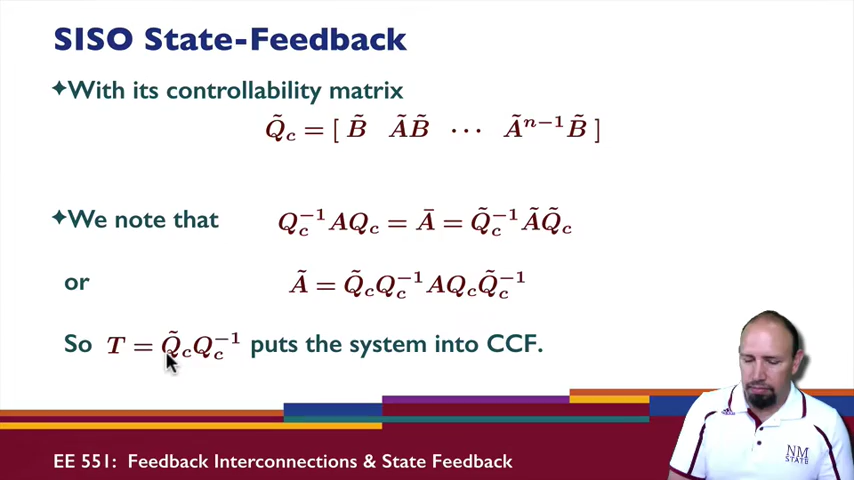 SISO State-Feedback
✦With its controllability matrix
Q̃_c = [ B̃ ÃB̃ ⋯ Ã^{n−1}B̃ ]
✦We note that Q_c^{−1}AQ_c = Ā = Q̃_c^{−1}ÃQ̃_c
or Ã = Q̃_cQ_c^{−1}AQ_cQ̃_c^{−1}
So T = Q̃_cQ_c^{−1} puts the system into CCF.
NM
STATE
EE 551: Feedback Interconnections & State Feedback